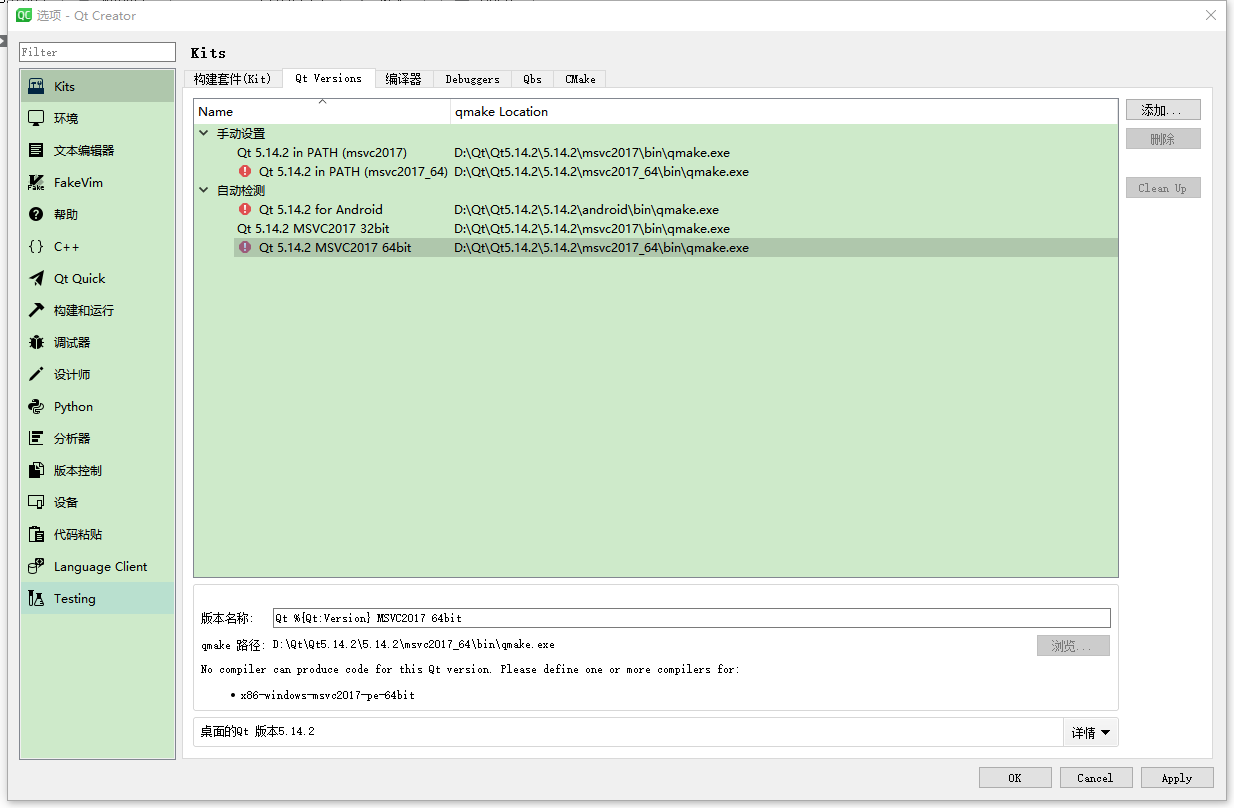 选项 - Qt Creator
Filter
Kits
Kits
环境
文本编辑器
FakeVim
帮助
C++
Qt Quick
构建和运行
调试器
设计师
Python
分析器
版本控制
设备
代码粘贴
Language Client
Testing
构建套件(Kit) Qt Versions 编译器 Debuggers Qbs CMake
Name qmake Location
手动设置
Qt 5.14.2 in PATH (msvc2017) D:\Qt\Qt5.14.2\5.14.2\msvc2017\bin\qmake.exe
Qt 5.14.2 in PATH (msvc2017_64) D:\Qt\Qt5.14.2\5.14.2\msvc2017_64\bin\qmake.exe
自动检测
Qt 5.14.2 for Android D:\Qt\Qt5.14.2\5.14.2\android\bin\qmake.exe
Qt 5.14.2 MSVC2017 32bit D:\Qt\Qt5.14.2\5.14.2\msvc2017\bin\qmake.exe
Qt 5.14.2 MSVC2017 64bit D:\Qt\Qt5.14.2\5.14.2\msvc2017_64\bin\qmake.exe
添加...
删除
Clean Up
版本名称: Qt %{Qt:Version} MSVC2017 64bit
qmake 路径: D:\Qt\Qt5.14.2\5.14.2\msvc2017_64\bin\qmake.exe 浏览...
No compiler can produce code for this Qt version. Please define one or more compilers for:
• x86-windows-msvc2017-pe-64bit
桌面的Qt 版本5.14.2 详情
OK Cancel Apply